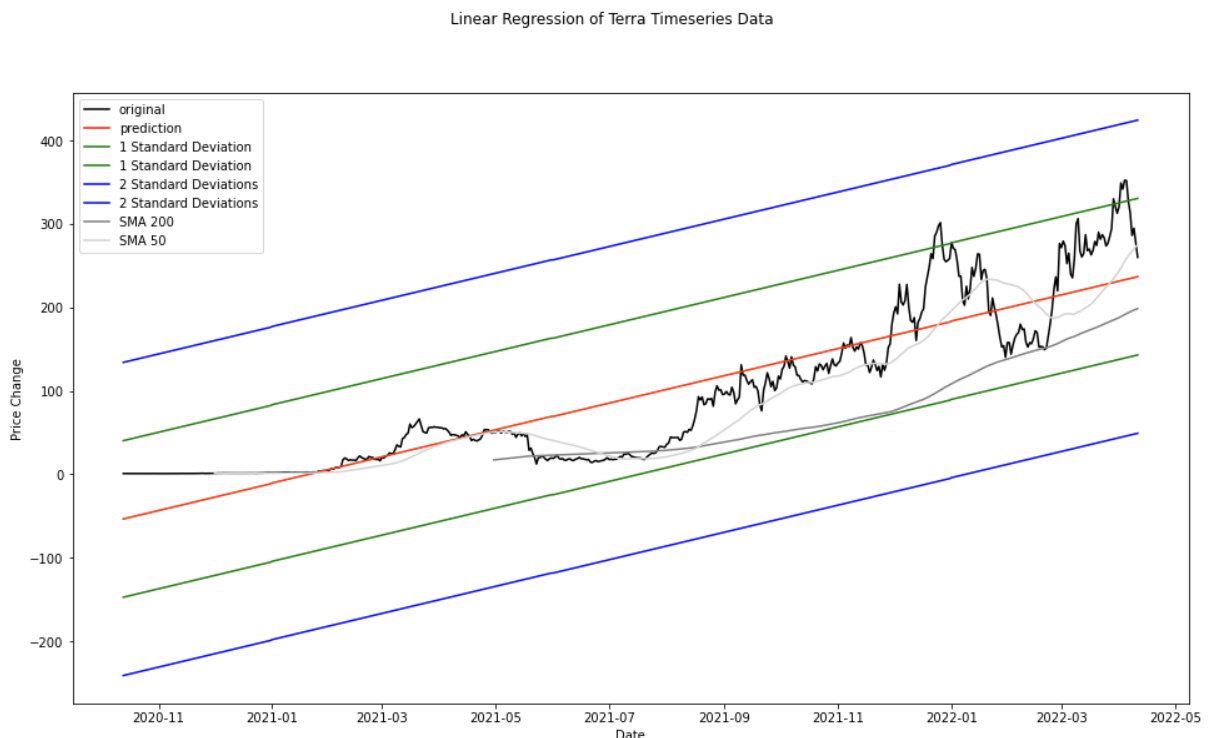 Linear Regression of Terra Timeseries Data
original
prediction
1 Standard Deviation
1 Standard Deviation
2 Standard Deviations
2 Standard Deviations
SMA 200
SMA 50
Price Change
400
300
200
100
0
−100
−200
2020-11 2021-01 2021-03 2021-05 2021-07 2021-09 2021-11 2022-01 2022-03 2022-05
Date